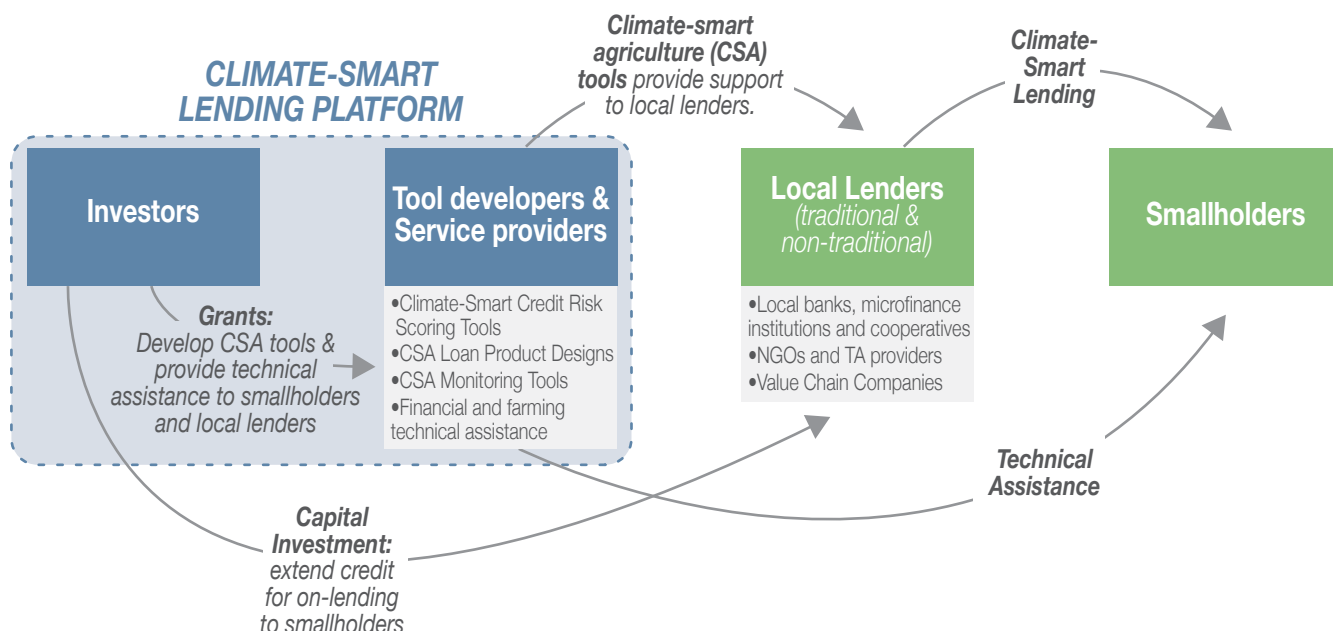 CLIMATE-SMART
LENDING PLATFORM
Investors
Grants:
Develop CSA tools &
provide technical
assistance to smallholders
and local lenders
Tool developers &
Service providers
•Climate-Smart Credit Risk
Scoring Tools
•CSA Loan Product Designs
•CSA Monitoring Tools
•Financial and farming
technical assistance
Climate-smart
agriculture (CSA)
tools provide support
to local lenders.
Local Lenders
(traditional &
non-traditional)
•Local banks, microfinance
institutions and cooperatives
•NGOs and TA providers
•Value Chain Companies
Climate-
Smart
Lending
Smallholders
Technical
Assistance
Capital
Investment:
extend credit
for on-lending
to smallholders